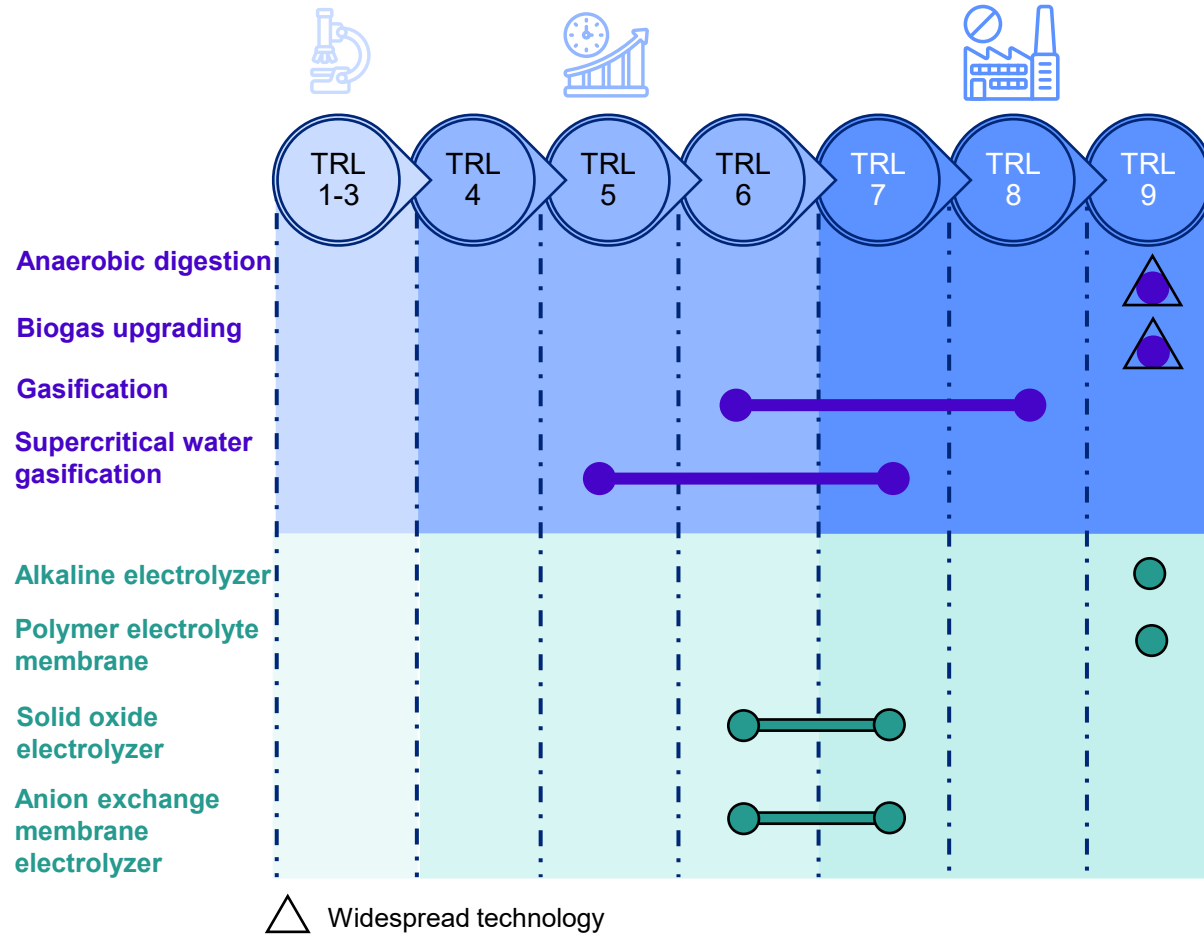 TRL
1-3
TRL
4
TRL
5
TRL
6
TRL
7
TRL
8
TRL
9
Anaerobic digestion
Biogas upgrading
Gasification
Supercritical water
gasification
Alkaline electrolyzer
Polymer electrolyte
membrane
Solid oxide
electrolyzer
Anion exchange
membrane
electrolyzer
Widespread technology